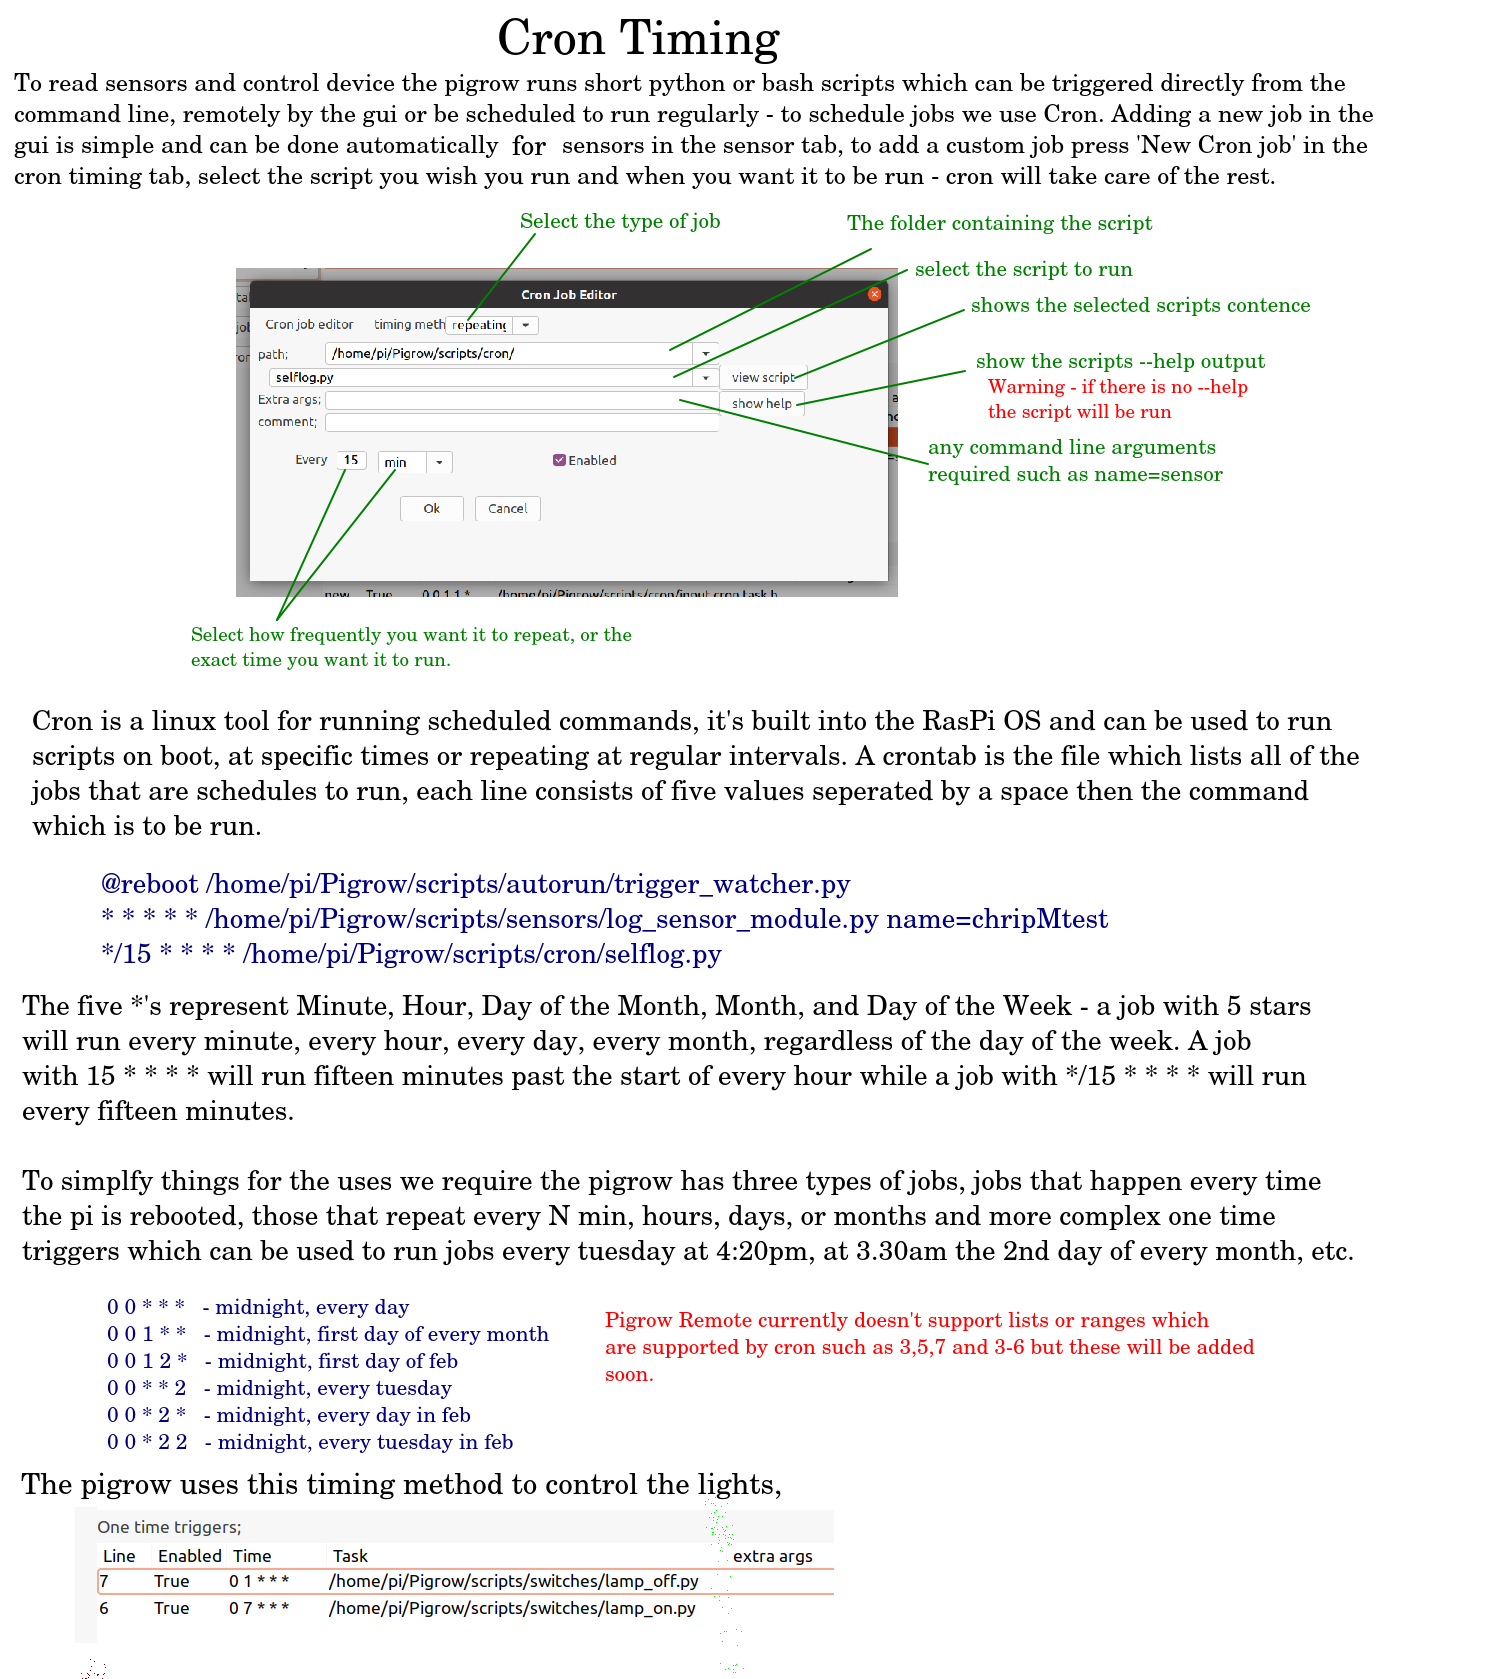 Cron Timing
To read sensors and control device the pigrow runs short python or bash scripts which can be triggered directly from the
command line, remotely by the gui or be scheduled to run regularly - to schedule jobs we use Cron. Adding a new job in the
gui is simple and can be done automatically for sensors in the sensor tab, to add a custom job press 'New Cron job' in the
cron timing tab, select the script you wish you run and when you want it to be run - cron will take care of the rest.
Select the type of job
The folder containing the script
select the script to run
Cron Job Editor
shows the selected scripts contence
Cron job editor timing meth repeating
path; /home/pi/Pigrow/scripts/cron/
show the scripts --help output
selflog.py view script
Warning - if there is no --help
the script will be run
Extra args; show help
comment;
any command line arguments
required such as name=sensor
Every 15 min Enabled
Ok Cancel
new True 0 0 1 1 * /home/pi/Pigrow/scripts/cron/input cron task h
Select how frequently you want it to repeat, or the
exact time you want it to run.
Cron is a linux tool for running scheduled commands, it's built into the RasPi OS and can be used to run
scripts on boot, at specific times or repeating at regular intervals. A crontab is the file which lists all of the
jobs that are schedules to run, each line consists of five values seperated by a space then the command
which is to be run.
@reboot /home/pi/Pigrow/scripts/autorun/trigger_watcher.py
* * * * * /home/pi/Pigrow/scripts/sensors/log_sensor_module.py name=chripMtest
*/15 * * * * /home/pi/Pigrow/scripts/cron/selflog.py
The five *'s represent Minute, Hour, Day of the Month, Month, and Day of the Week - a job with 5 stars
will run every minute, every hour, every day, every month, regardless of the day of the week. A job
with 15 * * * * will run fifteen minutes past the start of every hour while a job with */15 * * * * will run
every fifteen minutes.
To simplfy things for the uses we require the pigrow has three types of jobs, jobs that happen every time
the pi is rebooted, those that repeat every N min, hours, days, or months and more complex one time
triggers which can be used to run jobs every tuesday at 4:20pm, at 3.30am the 2nd day of every month, etc.
0 0 * * * - midnight, every day
0 0 1 * * - midnight, first day of every month
0 0 1 2 * - midnight, first day of feb
0 0 * * 2 - midnight, every tuesday
0 0 * 2 * - midnight, every day in feb
0 0 * 2 2 - midnight, every tuesday in feb
Pigrow Remote currently doesn't support lists or ranges which
are supported by cron such as 3,5,7 and 3-6 but these will be added
soon.
The pigrow uses this timing method to control the lights,
One time triggers;
Line Enabled Time Task extra args
7 True 0 1 * * * /home/pi/Pigrow/scripts/switches/lamp_off.py
6 True 0 7 * * * /home/pi/Pigrow/scripts/switches/lamp_on.py